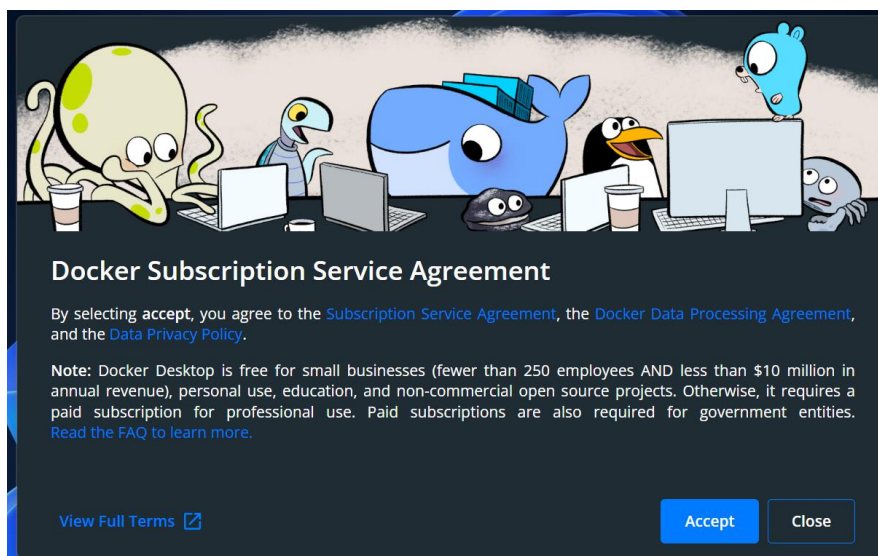 Docker Subscription Service Agreement
By selecting accept, you agree to the Subscription Service Agreement, the Docker Data Processing Agreement,
and the Data Privacy Policy.
Note: Docker Desktop is free for small businesses (fewer than 250 employees AND less than $10 million in
annual revenue), personal use, education, and non-commercial open source projects. Otherwise, it requires a
paid subscription for professional use. Paid subscriptions are also required for government entities.
Read the FAQ to learn more.
View Full Terms
Accept
Close